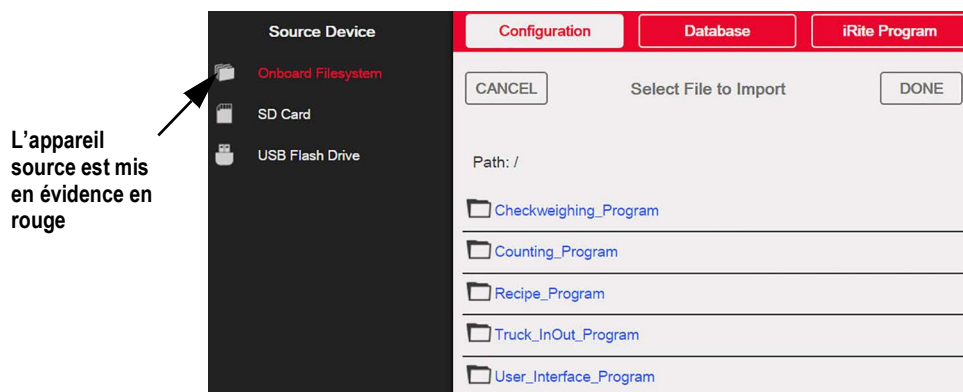 L’appareil
source est mis
en évidence en
rouge
Source Device
Onboard Filesystem
SD Card
USB Flash Drive
Configuration
Database
iRite Program
CANCEL
Select File to Import
DONE
Path: /
Checkweighing_Program
Counting_Program
Recipe_Program
Truck_InOut_Program
User_Interface_Program